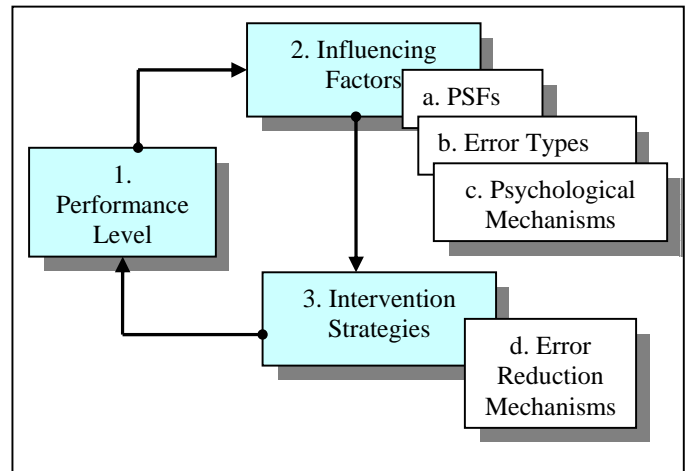 2. Influencing
Factors
a. PSFs
b. Error Types
c. Psychological
Mechanisms
1.
Performance
Level
3. Intervention
Strategies
d. Error
Reduction
Mechanisms